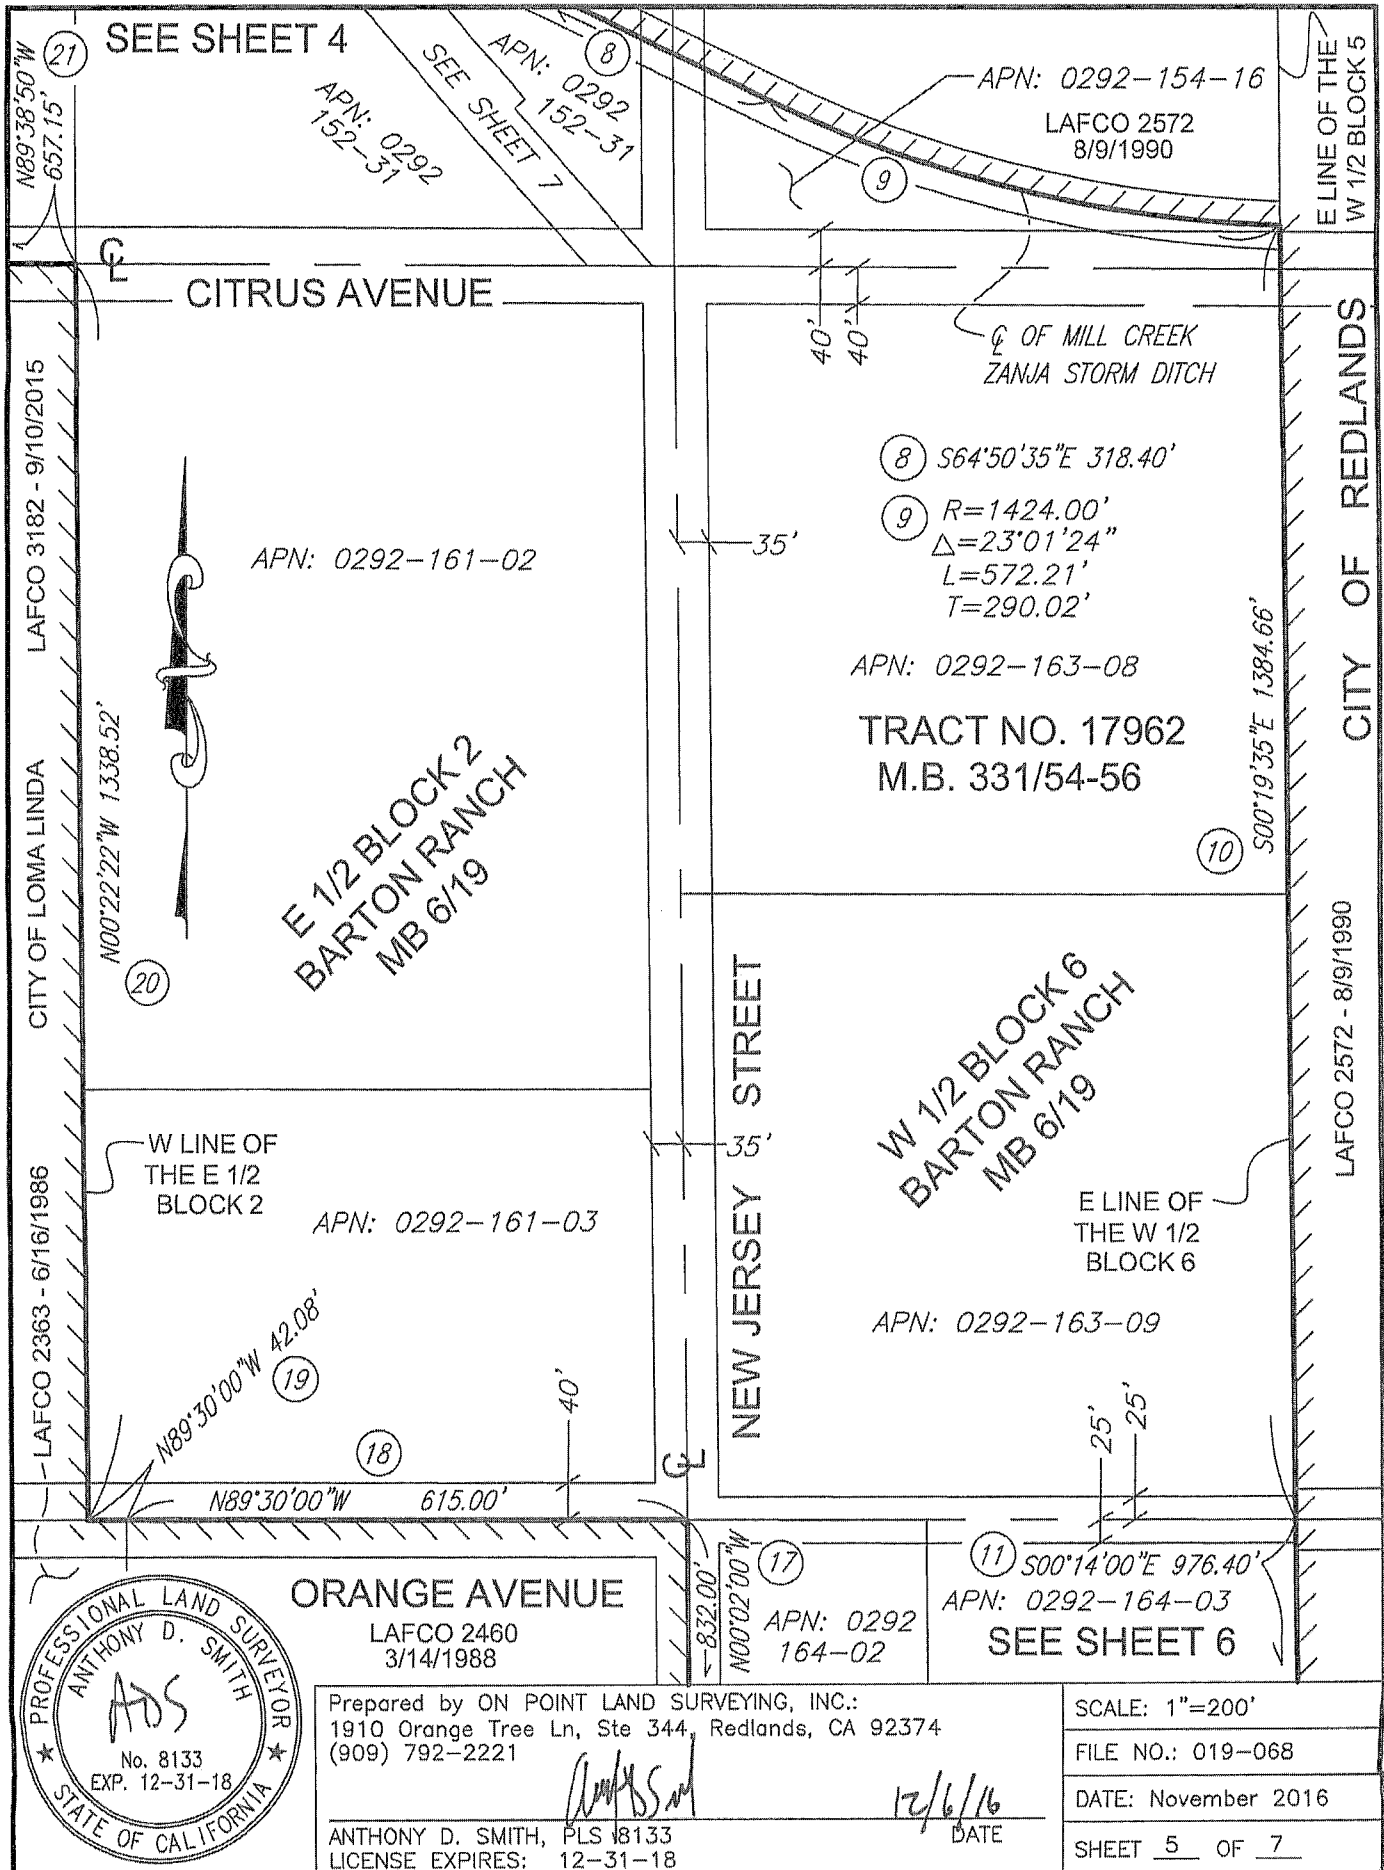 SEE SHEET 4
21
N89°38'50"W
657.15'
APN: 0292
152-31
SEE SHEET 7
APN: 0292
152-31
8
9
APN: 0292-154-16
LAFCO 2572
8/9/1990
E LINE OF THE
W 1/2 BLOCK 5
CL
CITRUS AVENUE
40'
40'
CL OF MILL CREEK
ZANJA STORM DITCH
LAFCO 3182 - 9/10/2015
CITY OF LOMA LINDA
LAFCO 2363 - 6/16/1986
N00°22'22"W 1338.52'
20
APN: 0292-161-02
E 1/2 BLOCK 2
BARTON RANCH
MB 6/19
35'
8 S64°50'35"E 318.40'
9 R=1424.00'
Δ=23°01'24"
L=572.21'
T=290.02'
APN: 0292-163-08
TRACT NO. 17962
M.B. 331/54-56
10
S00°19'35"E 1384.66'
CITY OF REDLANDS
LAFCO 2572 - 8/9/1990
W LINE OF
THE E 1/2
BLOCK 2
APN: 0292-161-03
35'
NEW JERSEY STREET
W 1/2 BLOCK 6
BARTON RANCH
MB 6/19
E LINE OF
THE W 1/2
BLOCK 6
APN: 0292-163-09
N89°30'00"W 42.08'
19
18
N89°30'00"W 615.00'
40'
CL
25'
25'
ORANGE AVENUE
LAFCO 2460
3/14/1988
832.00'
N00°02'00"W
17
APN: 0292
164-02
11 S00°14'00"E 976.40'
APN: 0292-164-03
SEE SHEET 6
PROFESSIONAL LAND SURVEYOR
ANTHONY D. SMITH
ADS
No. 8133
EXP. 12-31-18
STATE OF CALIFORNIA
Prepared by ON POINT LAND SURVEYING, INC.:
1910 Orange Tree Ln, Ste 344, Redlands, CA 92374
(909) 792-2221
12/6/16
ANTHONY D. SMITH, PLS 8133
DATE
LICENSE EXPIRES: 12-31-18
SCALE: 1"=200'
FILE NO.: 019-068
DATE: November 2016
SHEET 5 OF 7